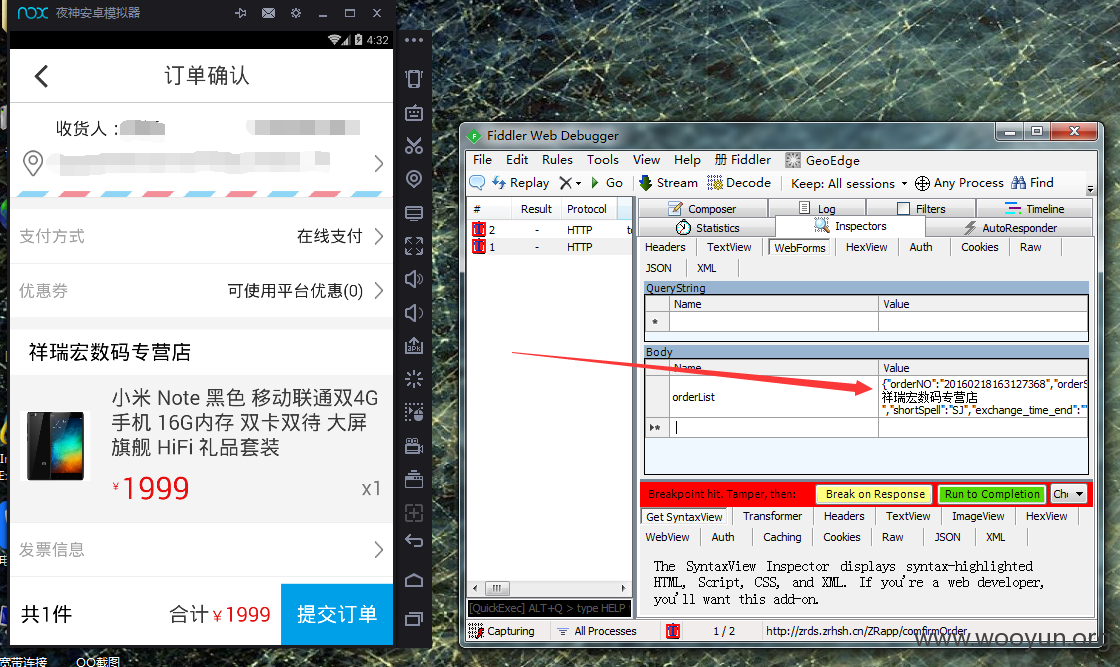 nox 夜神安卓模拟器
4:32
订单确认
收货人：
支付方式
在线支付
优惠券
可使用平台优惠(0)
祥瑞宏数码专营店
小米 Note 黑色 移动联通双4G
手机 16G内存 双卡双待 大屏
旗舰 HiFi 礼品套装
¥1999
x1
发票信息
共1件
合计¥1999
提交订单
宽带连接
QQ截图
Fiddler Web Debugger
File Edit Rules Tools View Help 册 Fiddler GeoEdge
Replay Go Stream Decode Keep: All sessions Any Process Find
# Result Protocol
2 - HTTP
1 - HTTP
Composer Log Filters Timeline
Statistics Inspectors AutoResponder
Headers TextView WebForms HexView Auth Cookies Raw
JSON XML
QueryString
Name Value
*
Body
Name Value
orderList
{"orderNO":"20160218163127368","orderS
祥瑞宏数码专营店
","shortSpell":"SJ","exchange_time_end":"
*
Breakpoint hit. Tamper, then: Break on Response Run to Completion
Get SyntaxView Transformer Headers TextView ImageView HexView
WebView Auth Caching Cookies Raw JSON XML
The SyntaxView Inspector displays syntax-highlighted
HTML, Script, CSS, and XML. If you're a web developer,
you'll want this add-on.
[QuickExec] ALT+Q > type HELP
Capturing All Processes 1 / 2 http://zrds.zrhsh.cn/ZRapp/comfirmOrder
www.wooyun.org